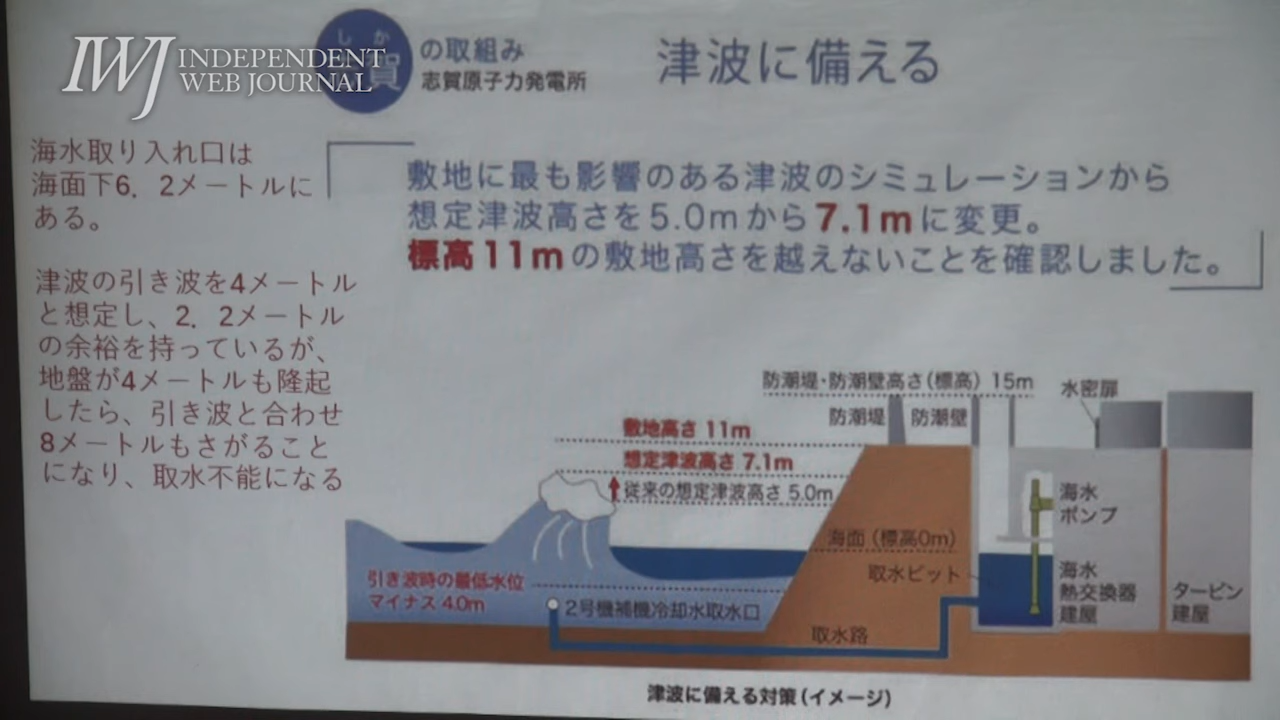 IWJ INDEPENDENT
WEB JOURNAL
しか
賀
の取組み
志賀原子力発電所
津波に備える
海水取り入れ口は
海面下6．2メートルに
ある。
津波の引き波を4メートル
と想定し、2．2メートル
の余裕を持っているが、
地盤が4メートルも隆起
したら、引き波と合わせ
8メートルもさがること
になり、取水不能になる
敷地に最も影響のある津波のシミュレーションから
想定津波高さを5.0mから7.1mに変更。
標高11mの敷地高さを越えないことを確認しました。
防潮堤・防潮壁高さ(標高) 15m
水密扉
防潮堤
防潮壁
敷地高さ 11m
想定津波高さ 7.1m
従来の想定津波高さ 5.0m
海水
ポンプ
海面(標高0m)
取水ピット
引き波時の最低水位
マイナス 4.0m
2号機補機冷却水取水口
海水
熱交換器
建屋
タービン
建屋
取水路
津波に備える対策(イメージ)